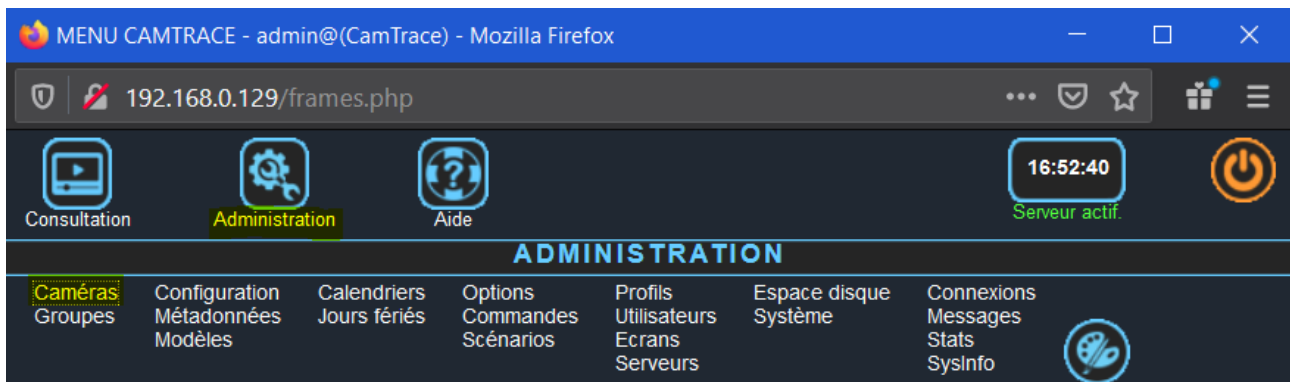 MENU CAMTRACE - admin@(CamTrace) - Mozilla Firefox
192.168.0.129/frames.php
16:52:40
Consultation Administration Aide Serveur actif.
ADMINISTRATION
Caméras Configuration Calendriers Options Profils Espace disque Connexions
Groupes Métadonnées Jours fériés Commandes Utilisateurs Système Messages
Modèles Scénarios Ecrans Stats
Serveurs SysInfo